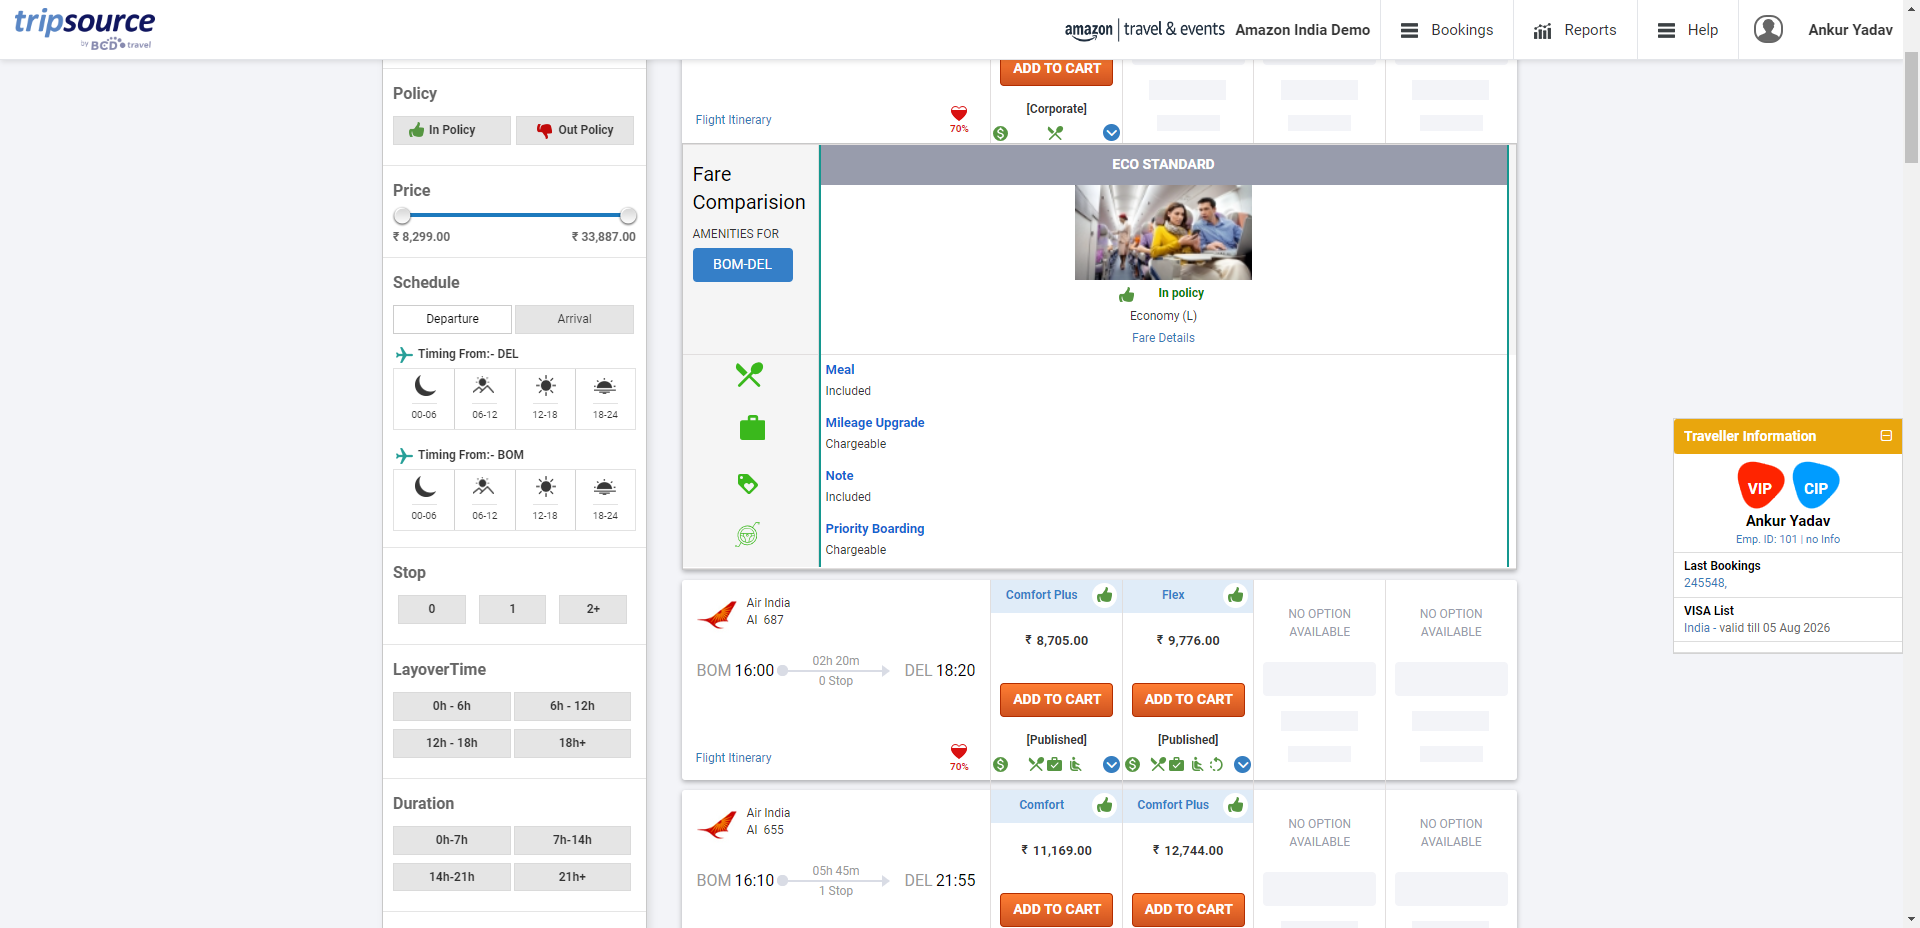 tripsource
by BCD travel
amazon | travel & events
Amazon India Demo
Bookings
Reports
Help
Ankur Yadav
Policy
In Policy
Out Policy
Price
₹ 8,299.00
₹ 33,887.00
Schedule
Departure
Arrival
Timing From:- DEL
00-06
06-12
12-18
18-24
Timing From:- BOM
00-06
06-12
12-18
18-24
Stop
0
1
2+
LayoverTime
0h - 6h
6h - 12h
12h - 18h
18h+
Duration
0h-7h
7h-14h
14h-21h
21h+
ADD TO CART
[Corporate]
Flight Itinerary
70%
Fare
Comparision
AMENITIES FOR
BOM-DEL
ECO STANDARD
In policy
Economy (L)
Fare Details
Meal
Included
Mileage Upgrade
Chargeable
Note
Included
Priority Boarding
Chargeable
Air India
AI 687
BOM 16:00
02h 20m
0 Stop
DEL 18:20
Flight Itinerary
70%
Comfort Plus
₹ 8,705.00
ADD TO CART
[Published]
Flex
₹ 9,776.00
ADD TO CART
[Published]
NO OPTION
AVAILABLE
NO OPTION
AVAILABLE
Air India
AI 655
BOM 16:10
05h 45m
1 Stop
DEL 21:55
Comfort
₹ 11,169.00
ADD TO CART
Comfort Plus
₹ 12,744.00
ADD TO CART
NO OPTION
AVAILABLE
NO OPTION
AVAILABLE
Traveller Information
VIP
CIP
Ankur Yadav
Emp. ID: 101 | no Info
Last Bookings
245548,
VISA List
India - valid till 05 Aug 2026